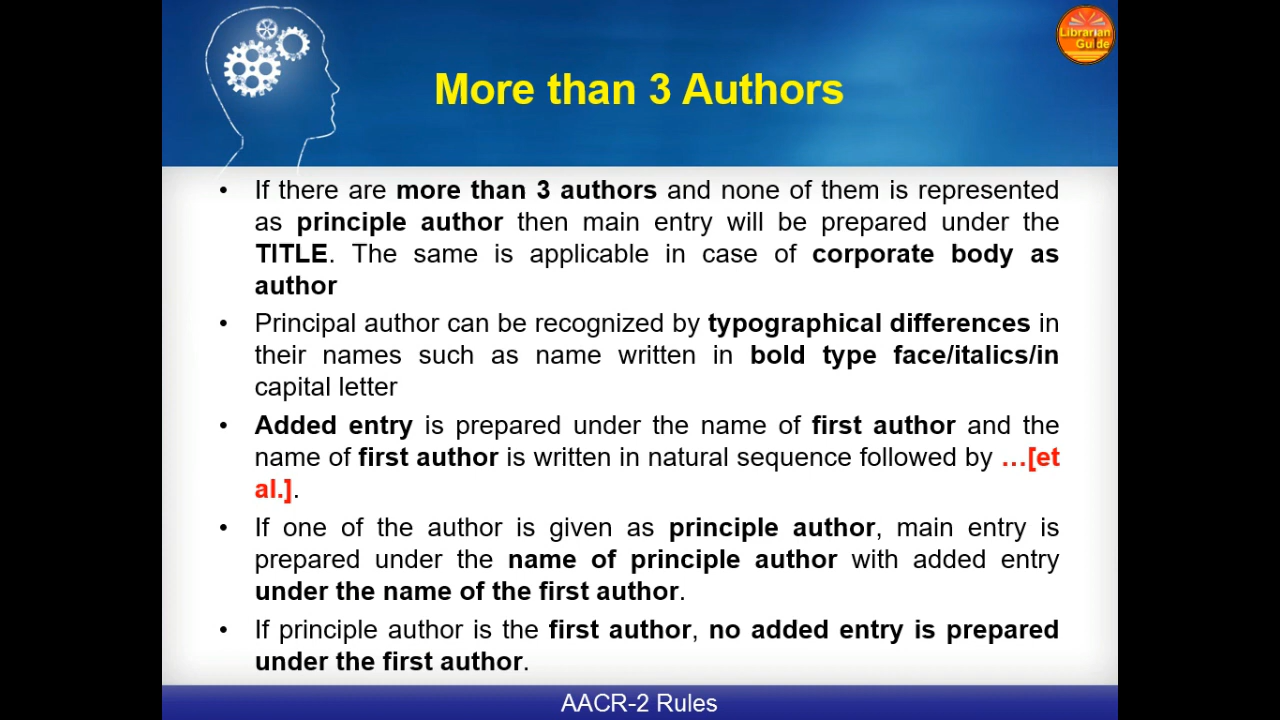 Librarian
Guide
More than 3 Authors
• If there are more than 3 authors and none of them is represented
as principle author then main entry will be prepared under the
TITLE. The same is applicable in case of corporate body as
author
• Principal author can be recognized by typographical differences in
their names such as name written in bold type face/italics/in
capital letter
• Added entry is prepared under the name of first author and the
name of first author is written in natural sequence followed by …[et
al.].
• If one of the author is given as principle author, main entry is
prepared under the name of principle author with added entry
under the name of the first author.
• If principle author is the first author, no added entry is prepared
under the first author.
AACR-2 Rules